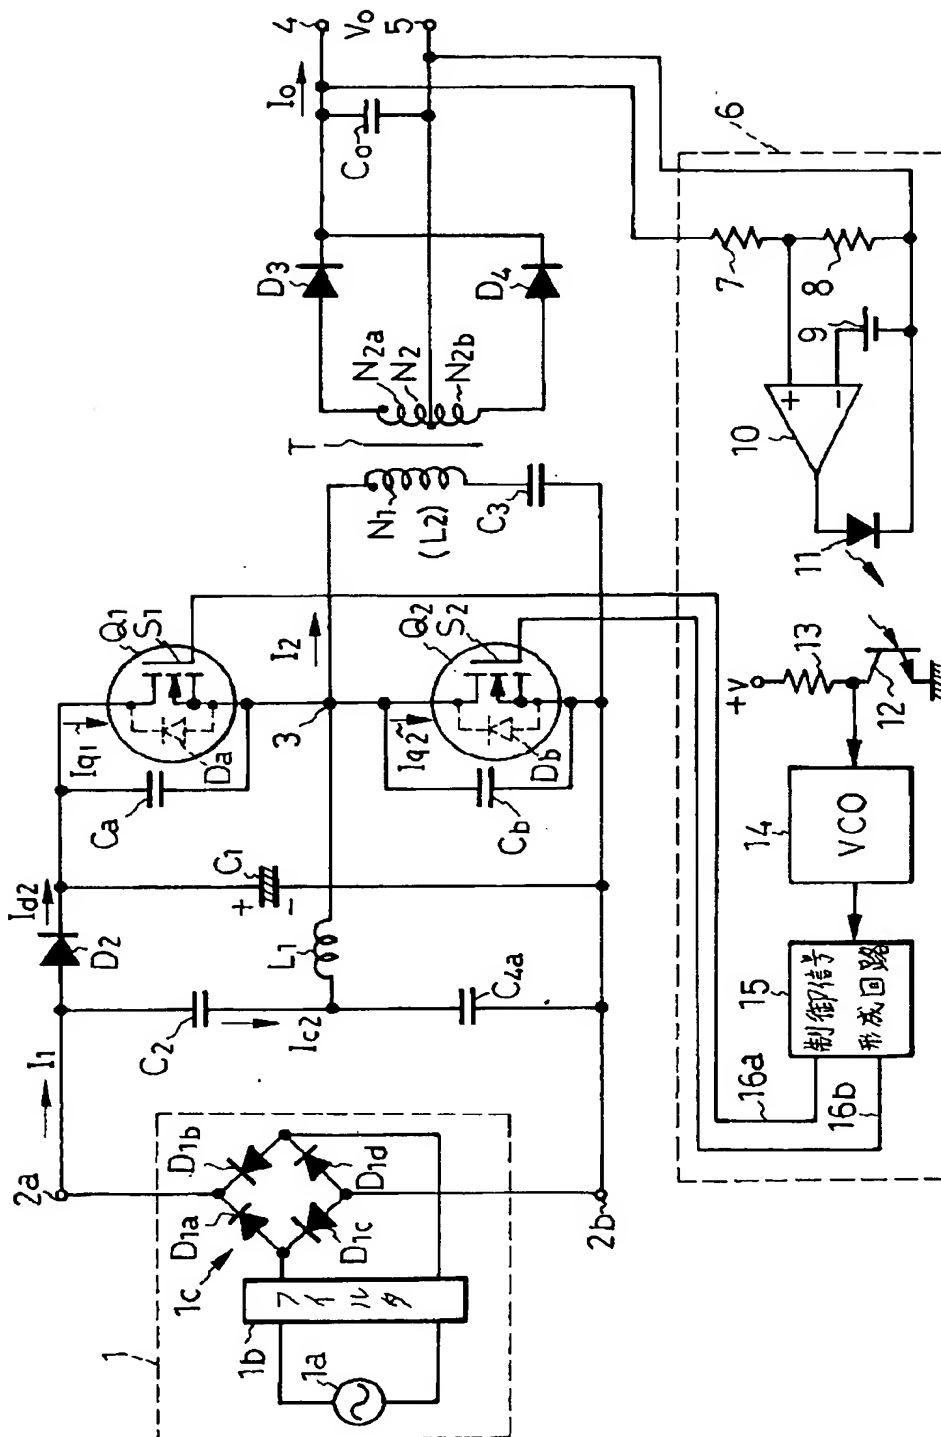 1
1a
1b
フイルタ
1c
D1a
D1b
D1c
D1d
2a
2b
I1
C2
Ic2
C4a
L1
D2
Id2
C1
+
-
Ca
Iq1
Q1
S1
Da
3
I2
Cb
Iq2
Q2
S2
Db
N1
(L2)
C3
T
N2a
N2
N2b
D3
D4
Co
Io
4
Vo
5
6
7
8
9
10
+
-
11
12
13
+V
14
VCO
15
制御信号
形成回路
16a
16b